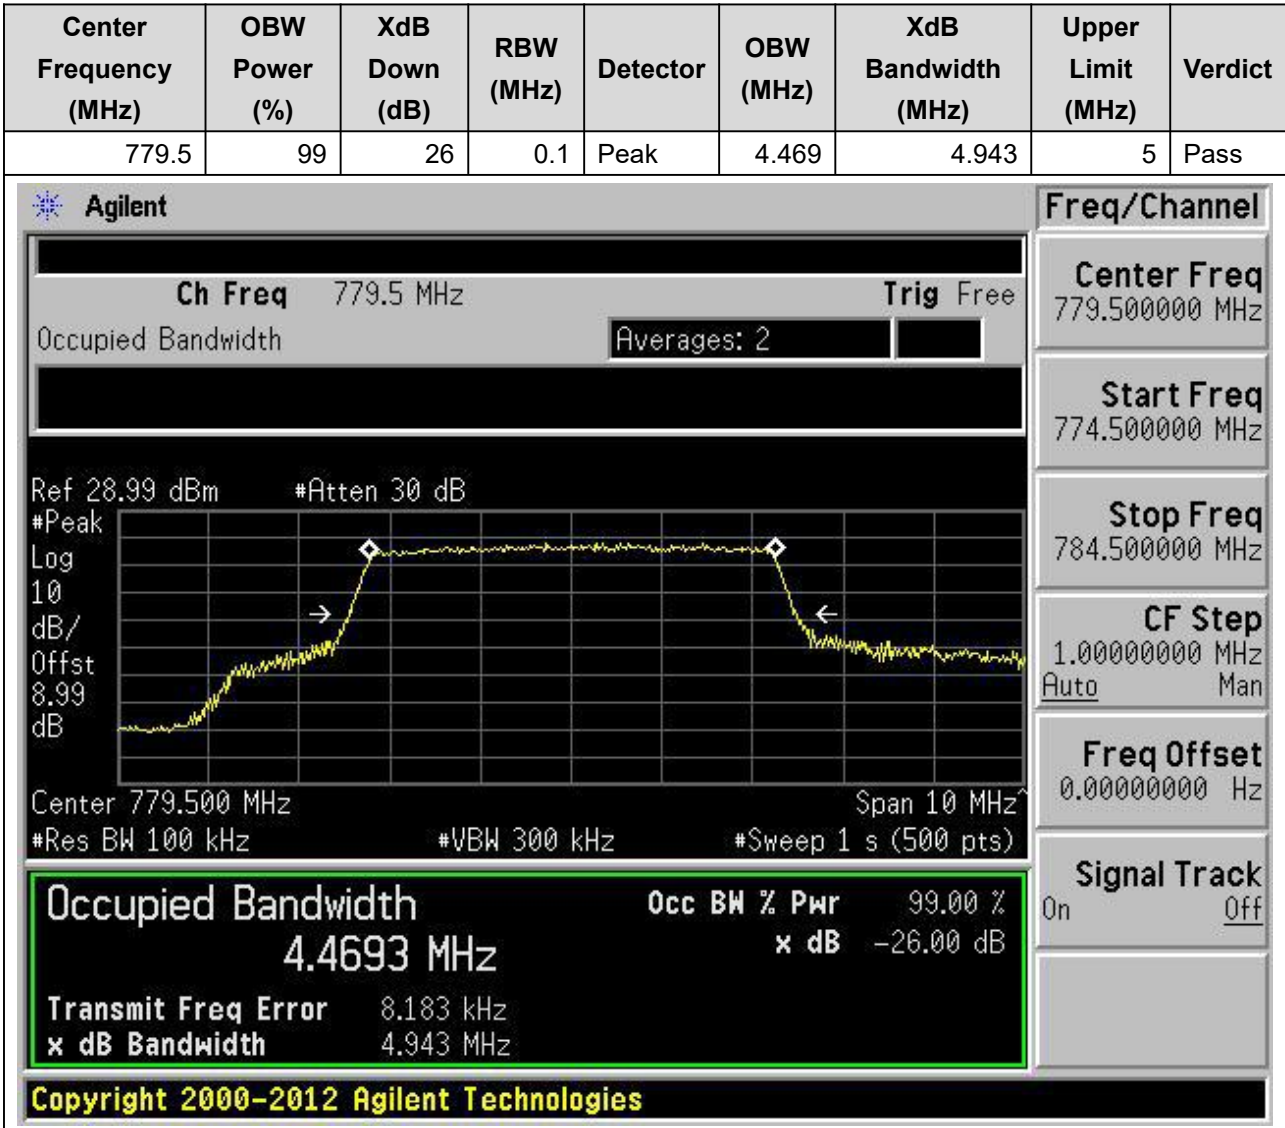 Center Frequency (MHz) OBW Power (%) XdB Down (dB) RBW (MHz) Detector OBW (MHz) XdB Bandwidth (MHz) Upper Limit (MHz) Verdict
779.5 99 26 0.1 Peak 4.469 4.943 5 Pass
Agilent
Freq/Channel
Ch Freq 779.5 MHz Trig Free
Occupied Bandwidth Averages: 2
Center Freq
779.500000 MHz
Start Freq
774.500000 MHz
Stop Freq
784.500000 MHz
CF Step
1.00000000 MHz
Auto Man
Freq Offset
0.00000000 Hz
Signal Track
On Off
Ref 28.99 dBm #Atten 30 dB
#Peak
Log
10
dB/
Offst
8.99
dB
Center 779.500 MHz Span 10 MHz^
#Res BW 100 kHz #VBW 300 kHz #Sweep 1 s (500 pts)
Occupied Bandwidth Occ BW % Pwr 99.00 %
4.4693 MHz x dB -26.00 dB
Transmit Freq Error 8.183 kHz
x dB Bandwidth 4.943 MHz
Copyright 2000-2012 Agilent Technologies